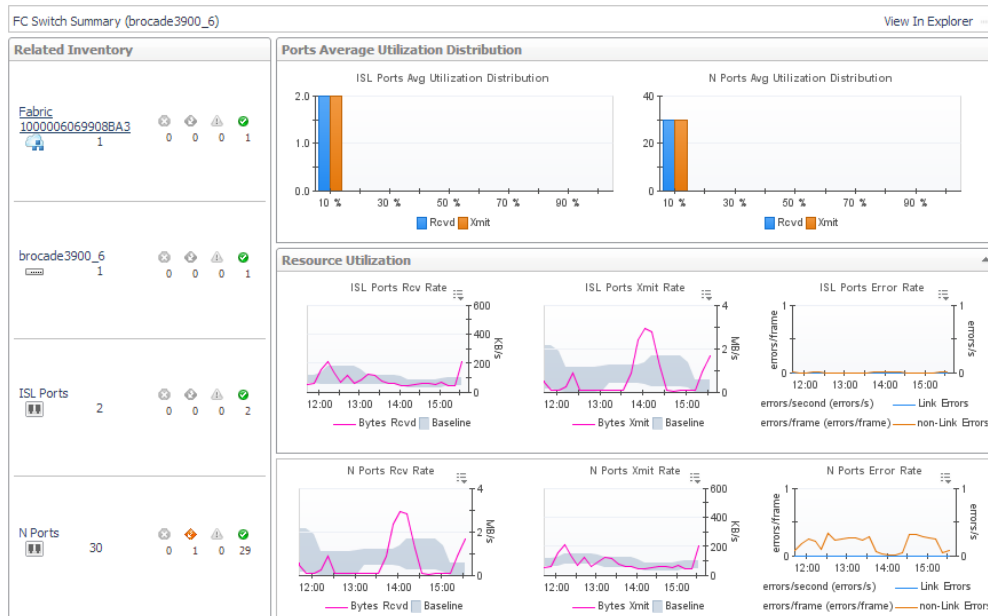 FC Switch Summary (brocade3900_6)
View In Explorer
Related Inventory
Fabric
1000006069908BA3
1
0 0 0 1
brocade3900_6
1
0 0 0 1
ISL Ports
2
0 0 0 2
N Ports
30
0 1 0 29
Ports Average Utilization Distribution
ISL Ports Avg Utilization Distribution
2.0
1.0
0.0
10 % 30 % 50 % 70 % 90 %
Rcvd Xmit
N Ports Avg Utilization Distribution
40
20
0
10 % 30 % 50 % 70 % 90 %
Rcvd Xmit
Resource Utilization
ISL Ports Rcv Rate
600
400
200
0
KB/s
12:00 13:00 14:00 15:00
Bytes Rcvd Baseline
ISL Ports Xmit Rate
4
2
0
MB/s
12:00 13:00 14:00 15:00
Bytes Xmit Baseline
ISL Ports Error Rate
1
0
errors/frame
1
0
errors/s
12:00 13:00 14:00 15:00
errors/second (errors/s) Link Errors
errors/frame (errors/frame) non-Link Errors
N Ports Rcv Rate
4
2
0
MB/s
12:00 13:00 14:00 15:00
Bytes Rcvd Baseline
N Ports Xmit Rate
600
400
200
0
KB/s
12:00 13:00 14:00 15:00
Bytes Xmit Baseline
N Ports Error Rate
1
0
errors/frame
1
0
errors/s
12:00 13:00 14:00 15:00
errors/second (errors/s) Link Errors
errors/frame (errors/frame) non-Link Errors